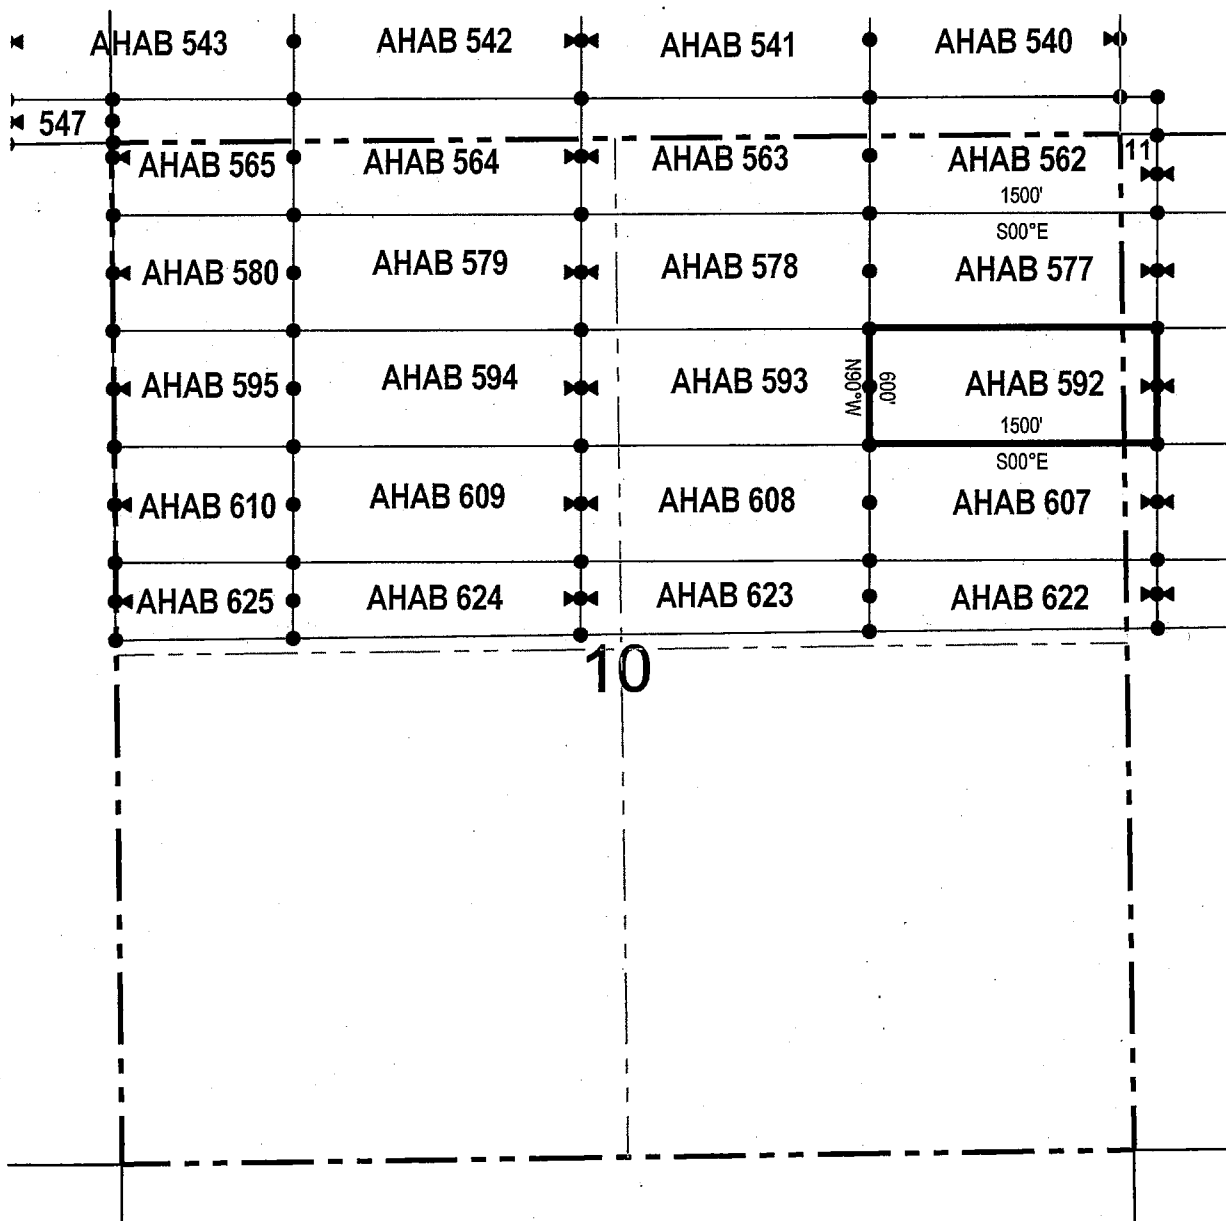 AHAB 543 AHAB 542 AHAB 541 AHAB 540
547
AHAB 565 AHAB 564 AHAB 563 AHAB 562 11
1500'
S00°E
AHAB 580 AHAB 579 AHAB 578 AHAB 577
AHAB 595 AHAB 594 AHAB 593 N90°W 600' AHAB 592
1500'
S00°E
AHAB 610 AHAB 609 AHAB 608 AHAB 607
AHAB 625 AHAB 624 AHAB 623 AHAB 622
10